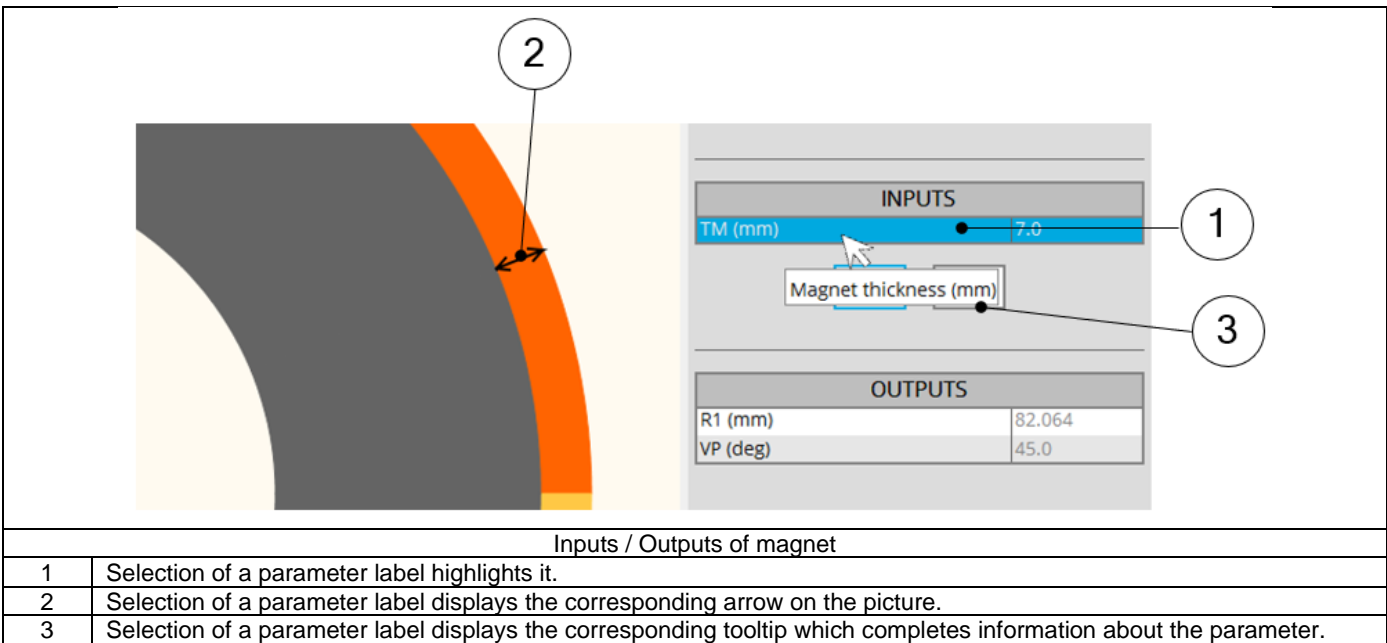 2
INPUTS
TM (mm) 7.0
1
Magnet thickness (mm)
3
OUTPUTS
R1 (mm) 82.064
VP (deg) 45.0
Inputs / Outputs of magnet
1 Selection of a parameter label highlights it.
2 Selection of a parameter label displays the corresponding arrow on the picture.
3 Selection of a parameter label displays the corresponding tooltip which completes information about the parameter.